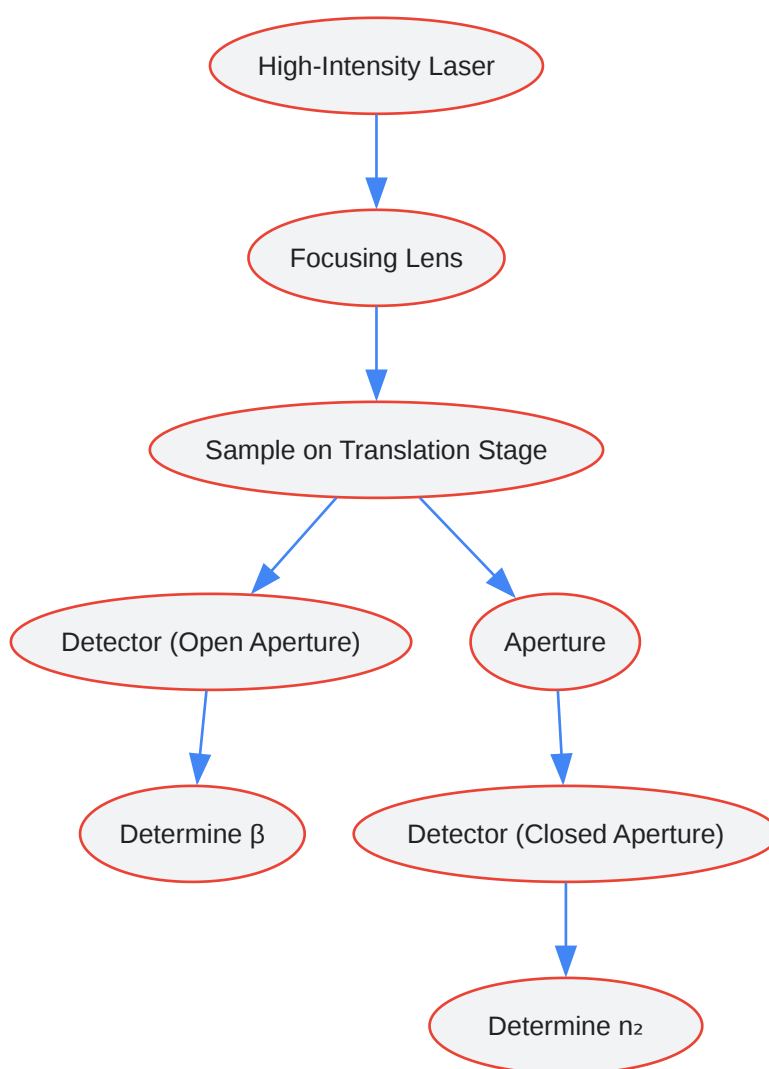 High-Intensity Laser
Focusing Lens
Sample on Translation Stage
Detector (Open Aperture)
Aperture
Determine β
Detector (Closed Aperture)
Determine n₂